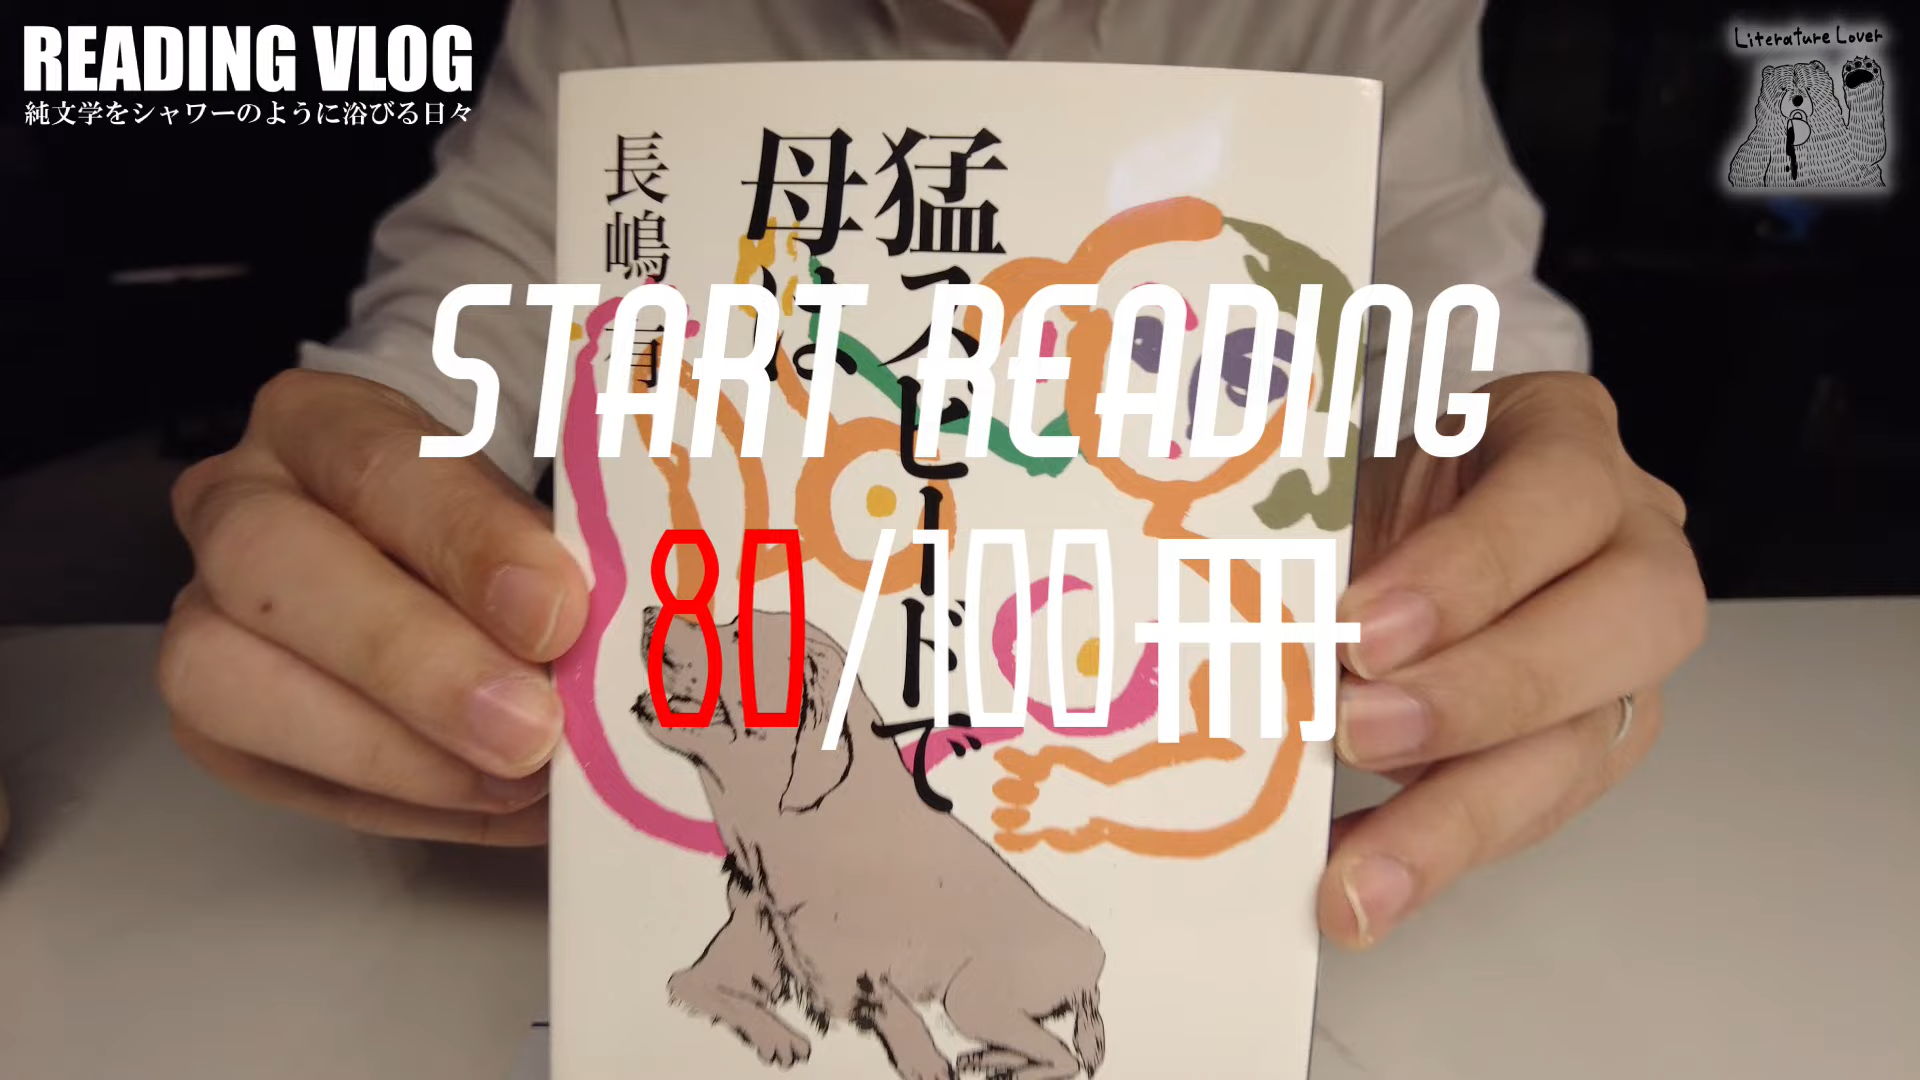 READING VLOG
純文学をシャワーのように浴びる日々
Literature Lover
猛スピードで
母は
長嶋有
START READING
80/100冊